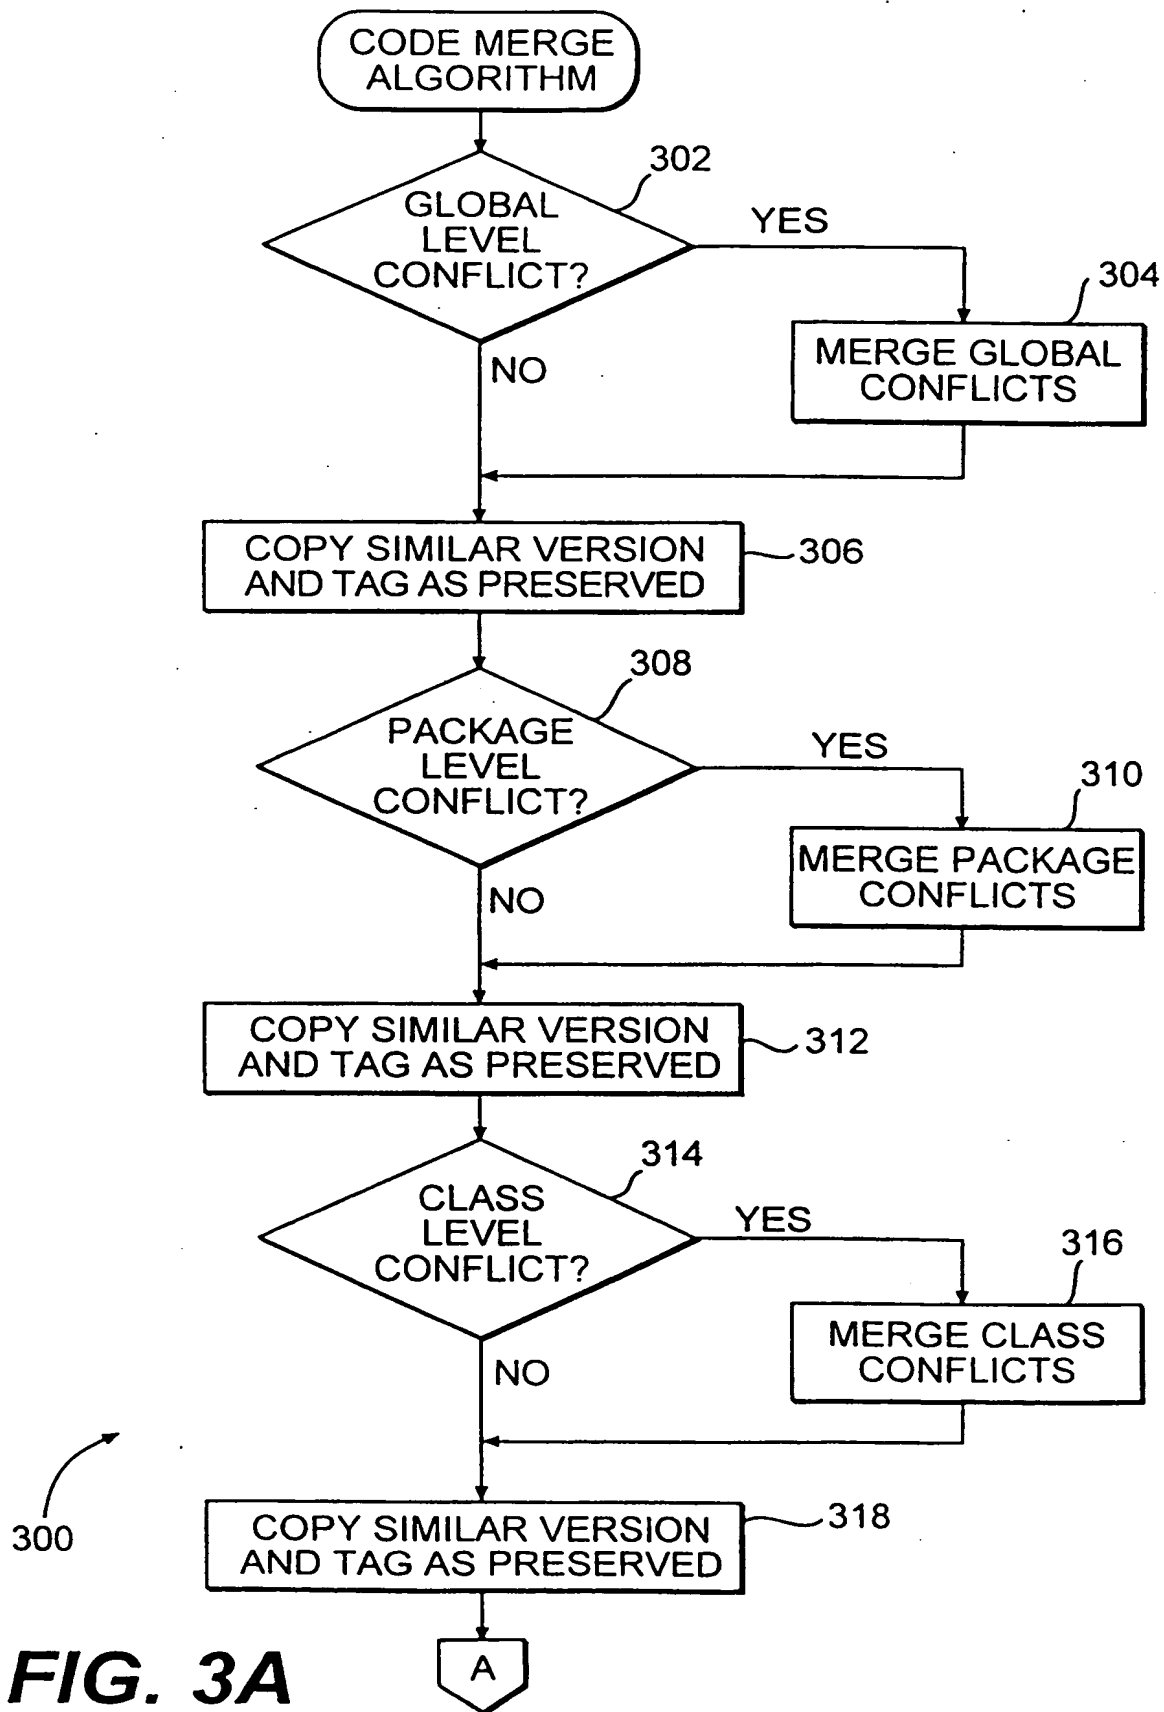 CODE MERGE
ALGORITHM
302
GLOBAL
LEVEL
CONFLICT?
YES
304
MERGE GLOBAL
CONFLICTS
NO
COPY SIMILAR VERSION
AND TAG AS PRESERVED
306
308
PACKAGE
LEVEL
CONFLICT?
YES
310
MERGE PACKAGE
CONFLICTS
NO
COPY SIMILAR VERSION
AND TAG AS PRESERVED
312
314
CLASS
LEVEL
CONFLICT?
YES
316
MERGE CLASS
CONFLICTS
NO
300
COPY SIMILAR VERSION
AND TAG AS PRESERVED
318
A
FIG. 3A